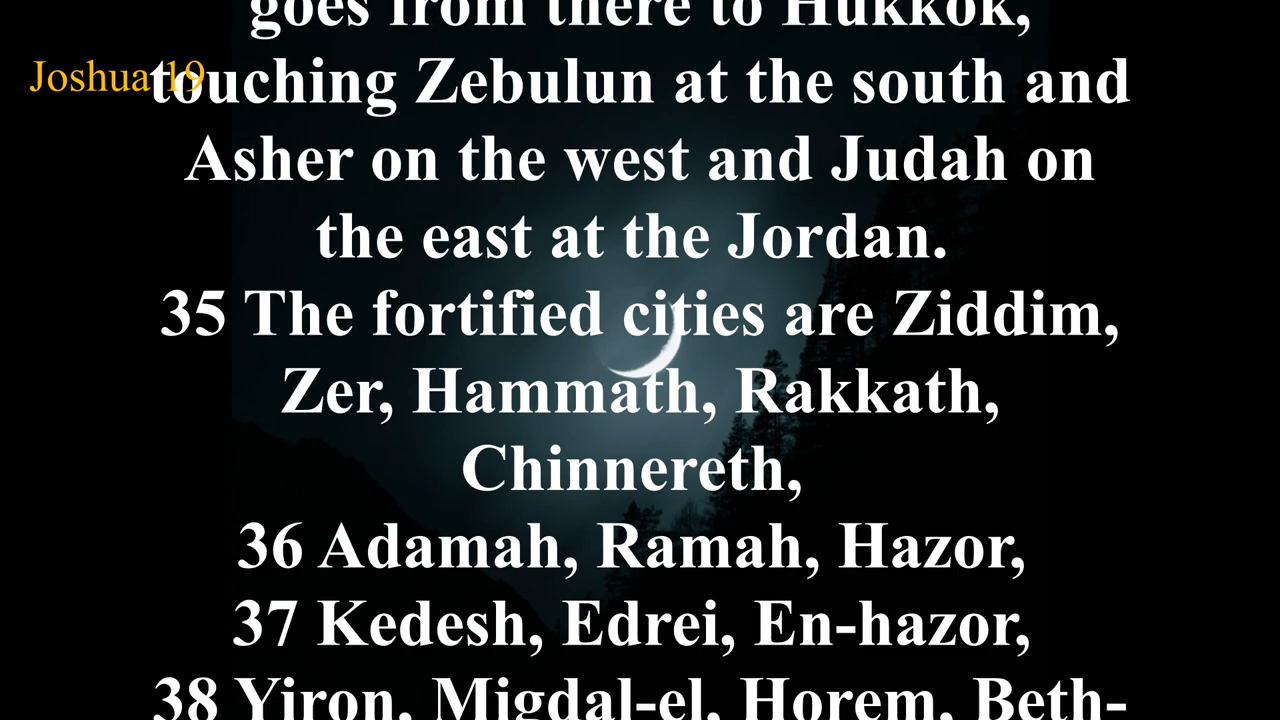 goes from there to Hukkok,
Joshua 19
touching Zebulun at the south and
Asher on the west and Judah on
the east at the Jordan.
35 The fortified cities are Ziddim,
Zer, Hammath, Rakkath,
Chinnereth,
36 Adamah, Ramah, Hazor,
37 Kedesh, Edrei, En-hazor,
38 Yiron, Migdal-el, Horem, Beth-